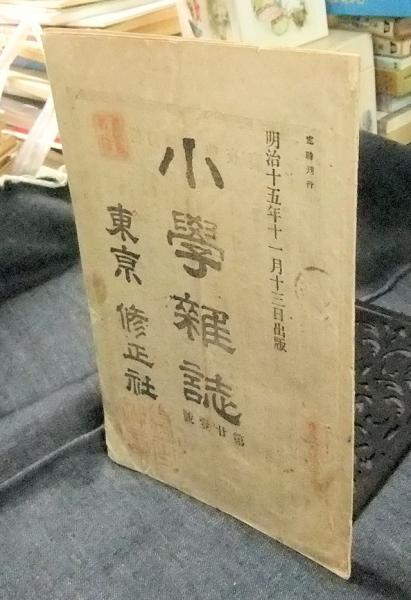 定時刊行
明治十五年十一月十三日出版
小學雜誌
第廿壹號
東京 修正社